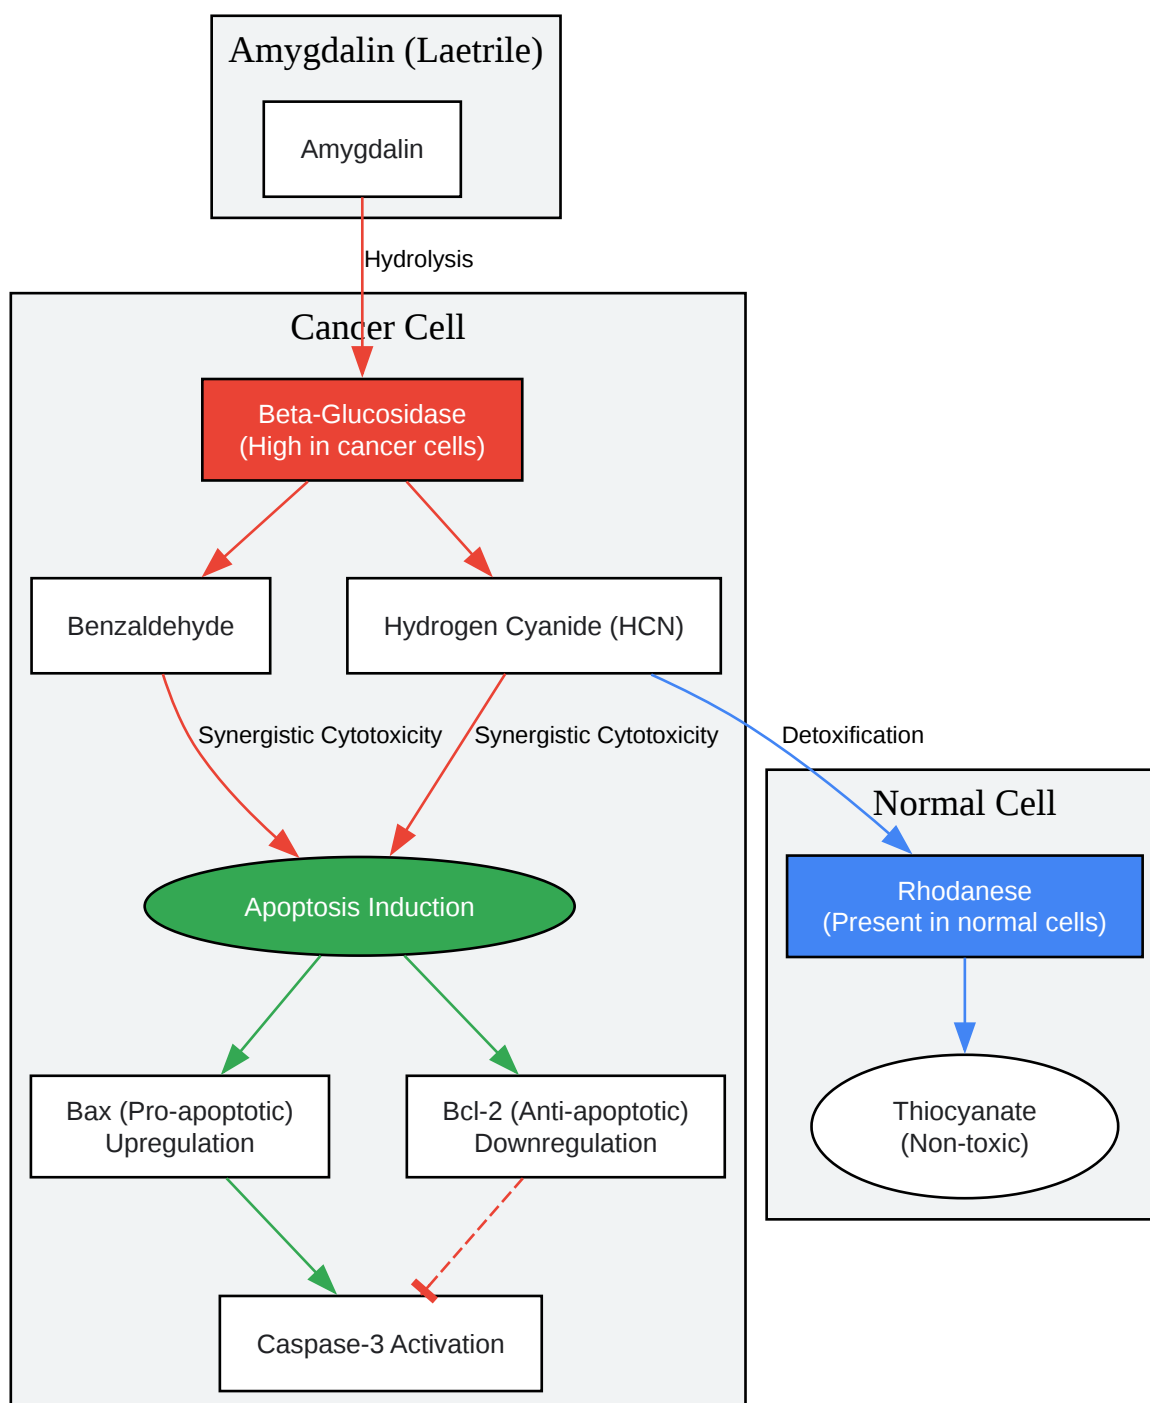 Amygdalin (Laetrile)
Amygdalin
Hydrolysis
Cancer Cell
Beta-Glucosidase
(High in cancer cells)
Benzaldehyde
Hydrogen Cyanide (HCN)
Synergistic Cytotoxicity
Synergistic Cytotoxicity
Detoxification
Normal Cell
Rhodanese
(Present in normal cells)
Apoptosis Induction
Bax (Pro-apoptotic)
Upregulation
Bcl-2 (Anti-apoptotic)
Downregulation
Thiocyanate
(Non-toxic)
Caspase-3 Activation